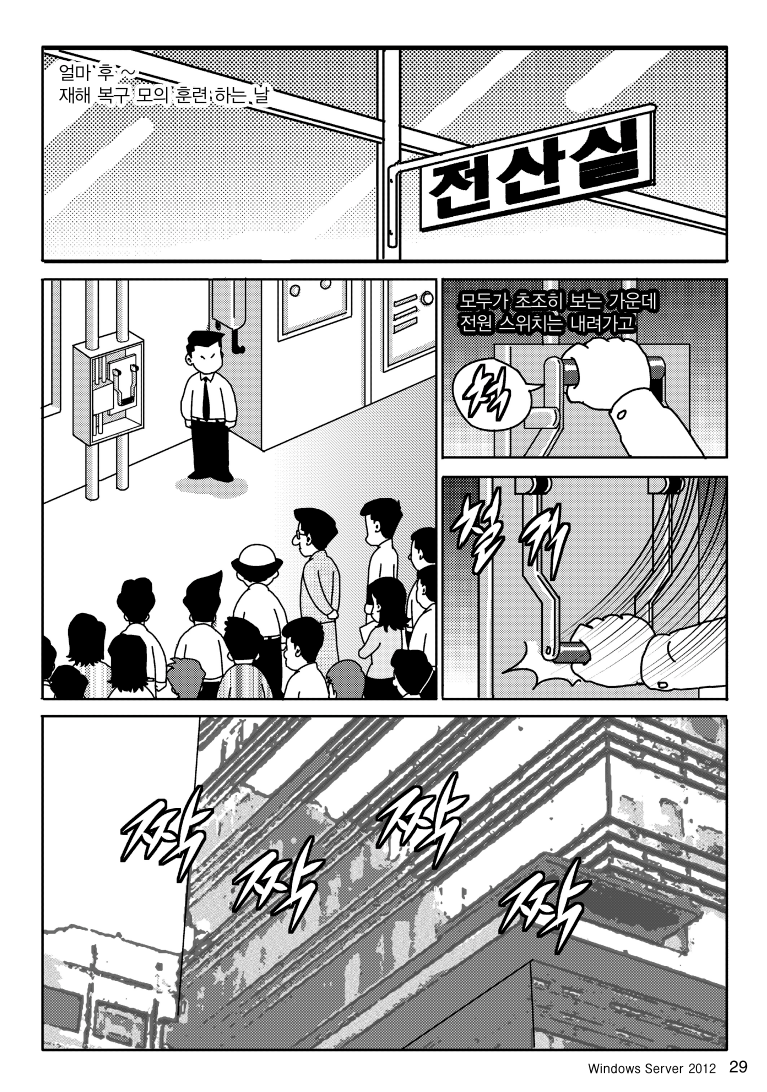 얼마 후 ~
재해 복구 모의 훈련 하는 날
전산실
모두가 초조히 보는 가운데
전원 스위치는 내려가고
척
철
컥
짝
짝
짝
짝
Windows Server 2012 29